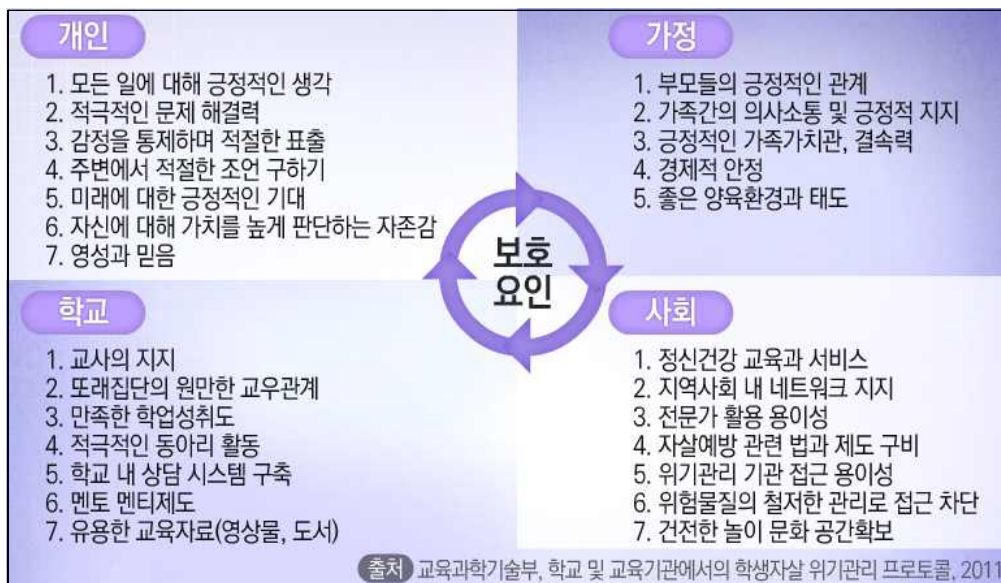 개인
1. 모든 일에 대해 긍정적인 생각
2. 적극적인 문제 해결력
3. 감정을 통제하며 적절한 표출
4. 주변에서 적절한 조언 구하기
5. 미래에 대한 긍정적인 기대
6. 자신에 대해 가치를 높게 판단하는 자존감
7. 영성과 믿음
가정
1. 부모들의 긍정적인 관계
2. 가족간의 의사소통 및 긍정적 지지
3. 긍정적인 가족가치관, 결속력
4. 경제적 안정
5. 좋은 양육환경과 태도
보호
요인
학교
1. 교사의 지지
2. 또래집단의 원만한 교우관계
3. 만족한 학업성취도
4. 적극적인 동아리 활동
5. 학교 내 상담 시스템 구축
6. 멘토 멘티제도
7. 유용한 교육자료(영상물, 도서)
사회
1. 정신건강 교육과 서비스
2. 지역사회 내 네트워크 지지
3. 전문가 활용 용이성
4. 자살예방 관련 법과 제도 구비
5. 위기관리 기관 접근 용이성
6. 위험물질의 철저한 관리로 접근 차단
7. 건전한 놀이 문화 공간확보
출처 교육과학기술부, 학교 및 교육기관에서의 학생자살 위기관리 프로토콜, 2011